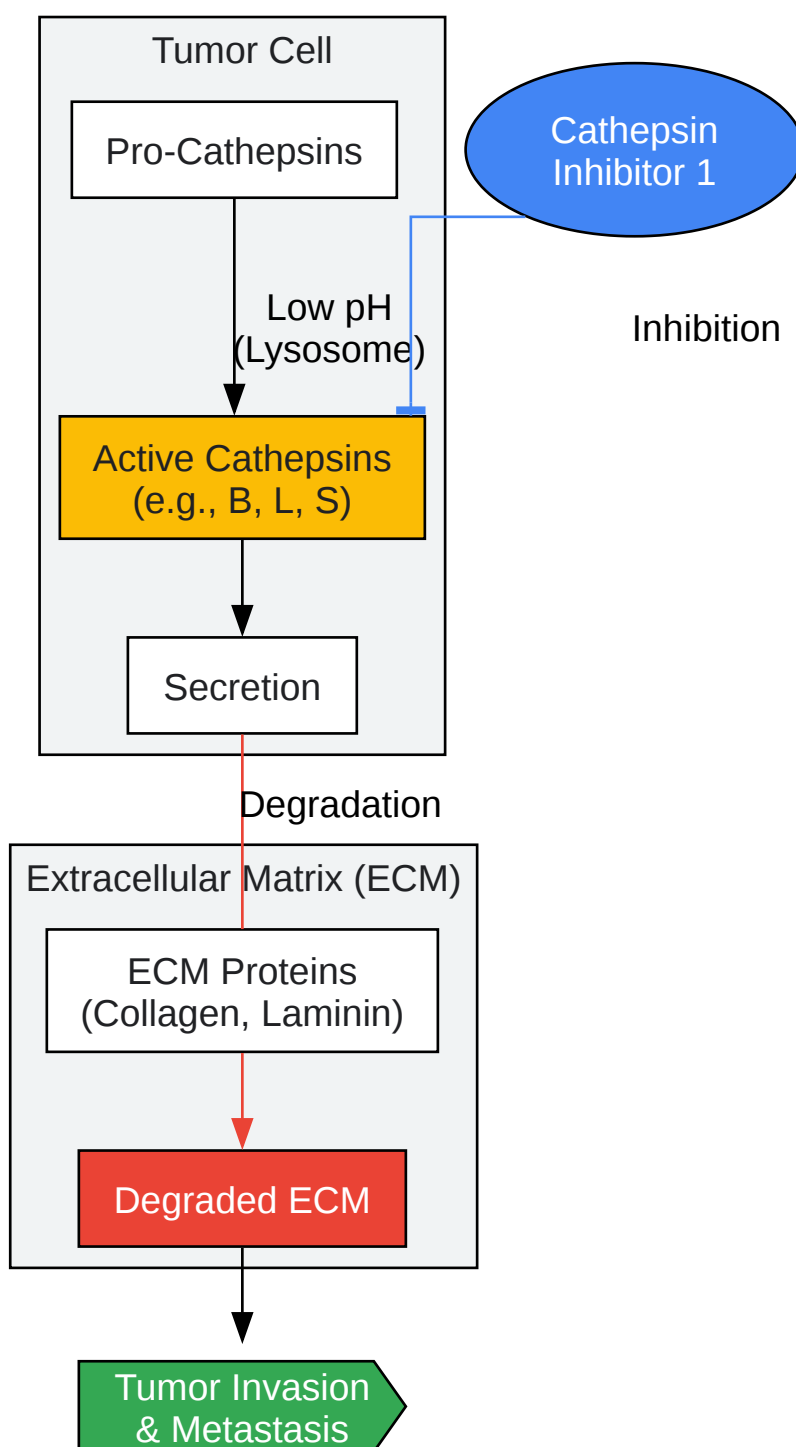 Tumor Cell
Pro-Cathepsins
Cathepsin
Inhibitor 1
Low pH
(Lysosome)
Inhibition
Active Cathepsins
(e.g., B, L, S)
Secretion
Degradation
Extracellular Matrix (ECM)
ECM Proteins
(Collagen, Laminin)
Degraded ECM
Tumor Invasion
& Metastasis